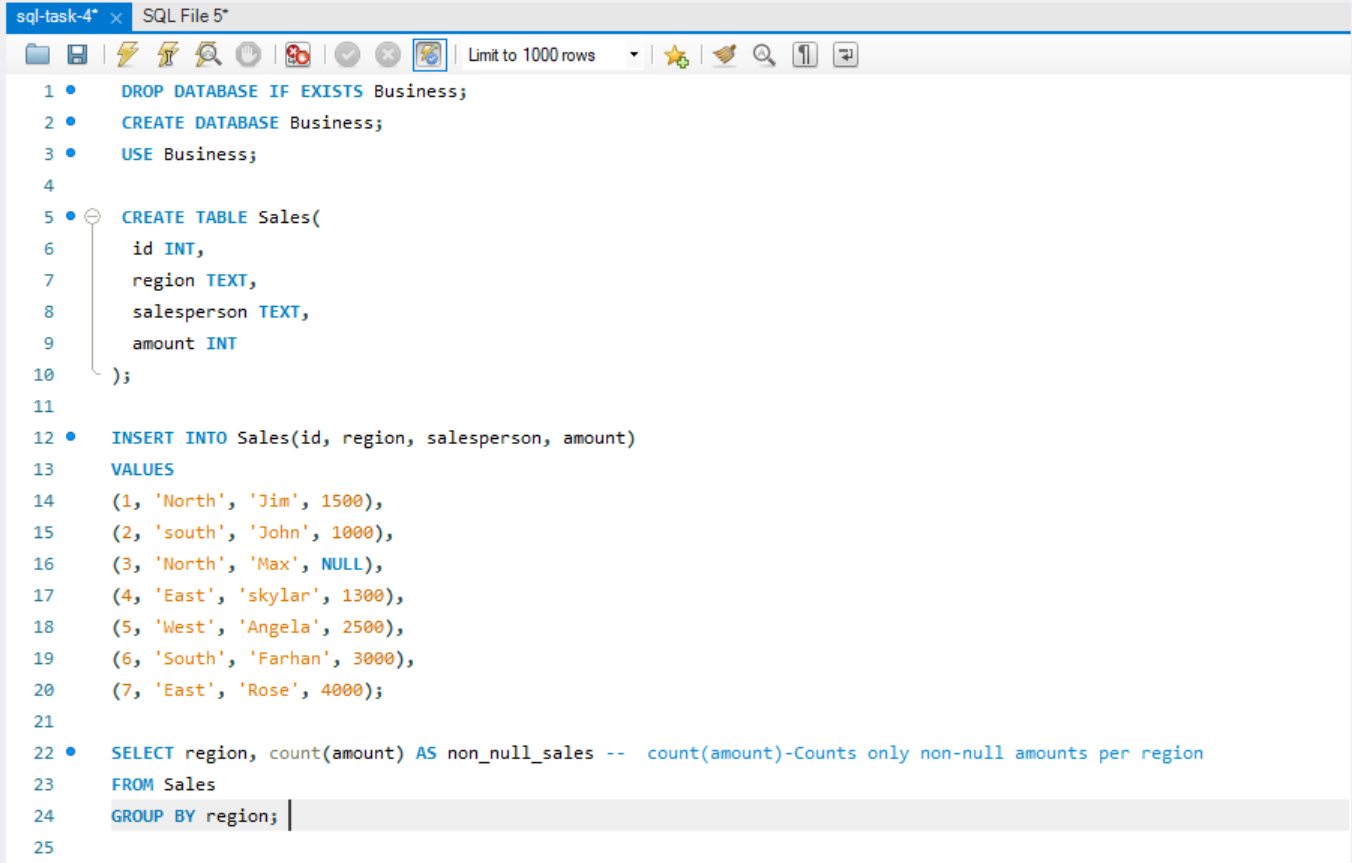 sql-task-4* × SQL File 5*
Limit to 1000 rows
1 DROP DATABASE IF EXISTS Business;
2 CREATE DATABASE Business;
3 USE Business;
4
5 CREATE TABLE Sales(
6 id INT,
7 region TEXT,
8 salesperson TEXT,
9 amount INT
10 );
11
12 INSERT INTO Sales(id, region, salesperson, amount)
13 VALUES
14 (1, 'North', 'Jim', 1500),
15 (2, 'south', 'John', 1000),
16 (3, 'North', 'Max', NULL),
17 (4, 'East', 'skylar', 1300),
18 (5, 'West', 'Angela', 2500),
19 (6, 'South', 'Farhan', 3000),
20 (7, 'East', 'Rose', 4000);
21
22 SELECT region, count(amount) AS non_null_sales --  count(amount)-Counts only non-null amounts per region
23 FROM Sales
24 GROUP BY region;
25